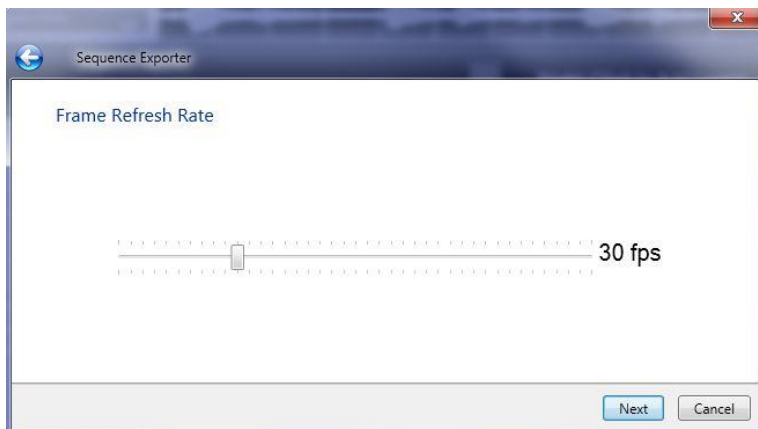 Sequence Exporter
Frame Refresh Rate
30 fps
Next
Cancel